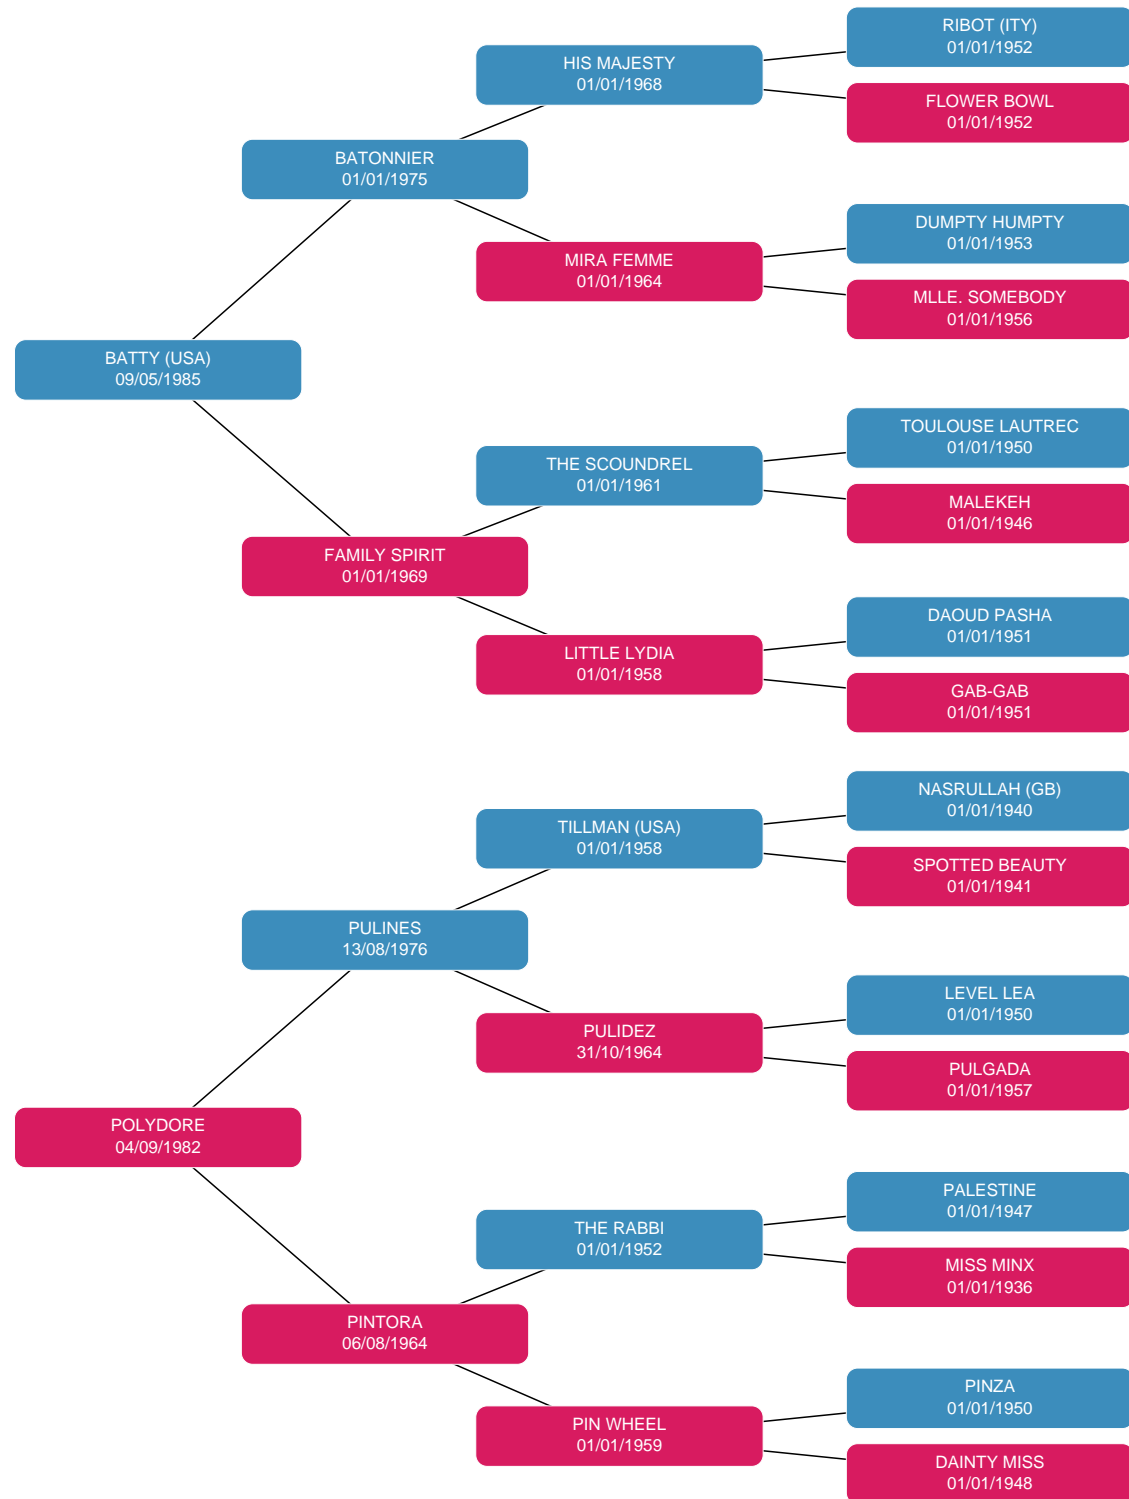 RIBOT (ITY)
01/01/1952
HIS MAJESTY
01/01/1968
FLOWER BOWL
01/01/1952
BATONNIER
01/01/1975
DUMPTY HUMPTY
01/01/1953
MIRA FEMME
01/01/1964
MLLE. SOMEBODY
01/01/1956
BATTY (USA)
09/05/1985
TOULOUSE LAUTREC
01/01/1950
THE SCOUNDREL
01/01/1961
MALEKEH
01/01/1946
FAMILY SPIRIT
01/01/1969
DAOUD PASHA
01/01/1951
LITTLE LYDIA
01/01/1958
GAB-GAB
01/01/1951
NASRULLAH (GB)
01/01/1940
TILLMAN (USA)
01/01/1958
SPOTTED BEAUTY
01/01/1941
PULINES
13/08/1976
LEVEL LEA
01/01/1950
PULIDEZ
31/10/1964
PULGADA
01/01/1957
POLYDORE
04/09/1982
PALESTINE
01/01/1947
THE RABBI
01/01/1952
MISS MINX
01/01/1936
PINTORA
06/08/1964
PINZA
01/01/1950
PIN WHEEL
01/01/1959
DAINTY MISS
01/01/1948